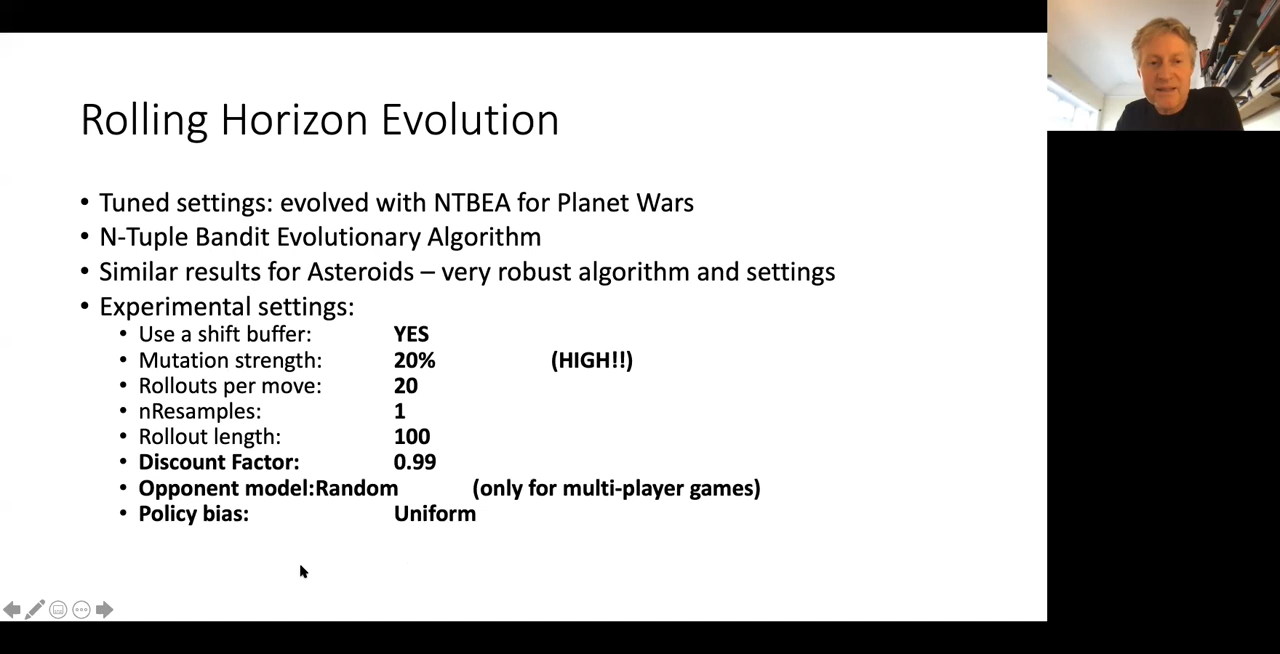 Rolling Horizon Evolution
• Tuned settings: evolved with NTBEA for Planet Wars
• N-Tuple Bandit Evolutionary Algorithm
• Similar results for Asteroids – very robust algorithm and settings
• Experimental settings:
• Use a shift buffer: YES
• Mutation strength: 20% (HIGH!!)
• Rollouts per move: 20
• nResamples: 1
• Rollout length: 100
• Discount Factor: 0.99
• Opponent model:Random (only for multi-player games)
• Policy bias: Uniform